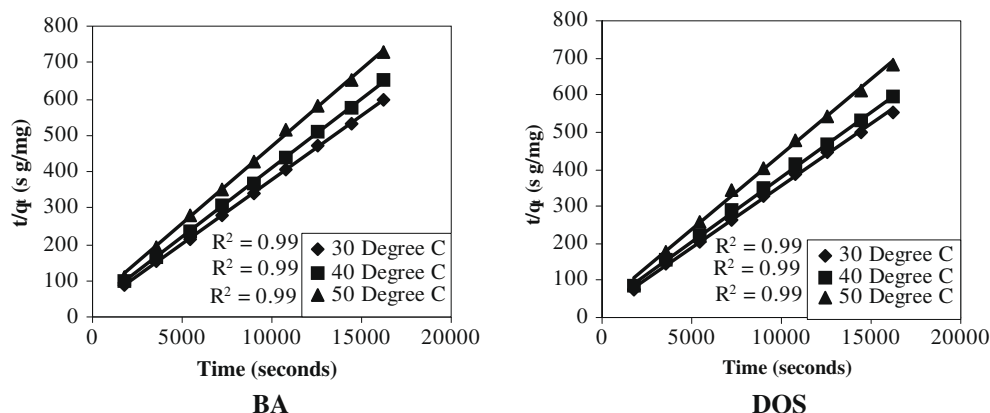 800
700
600
500
400
300
200
100
0
t/qt (s g/mg)
R² = 0.99
R² = 0.99
R² = 0.99
30 Degree C
40 Degree C
50 Degree C
0 5000 10000 15000 20000
Time (seconds)
BA
800
700
600
500
400
300
200
100
0
t/qt (s g/mg)
R² = 0.99
R² = 0.99
R² = 0.99
30 Degree C
40 Degree C
50 Degree C
0 5000 10000 15000 20000
Time (seconds)
DOS